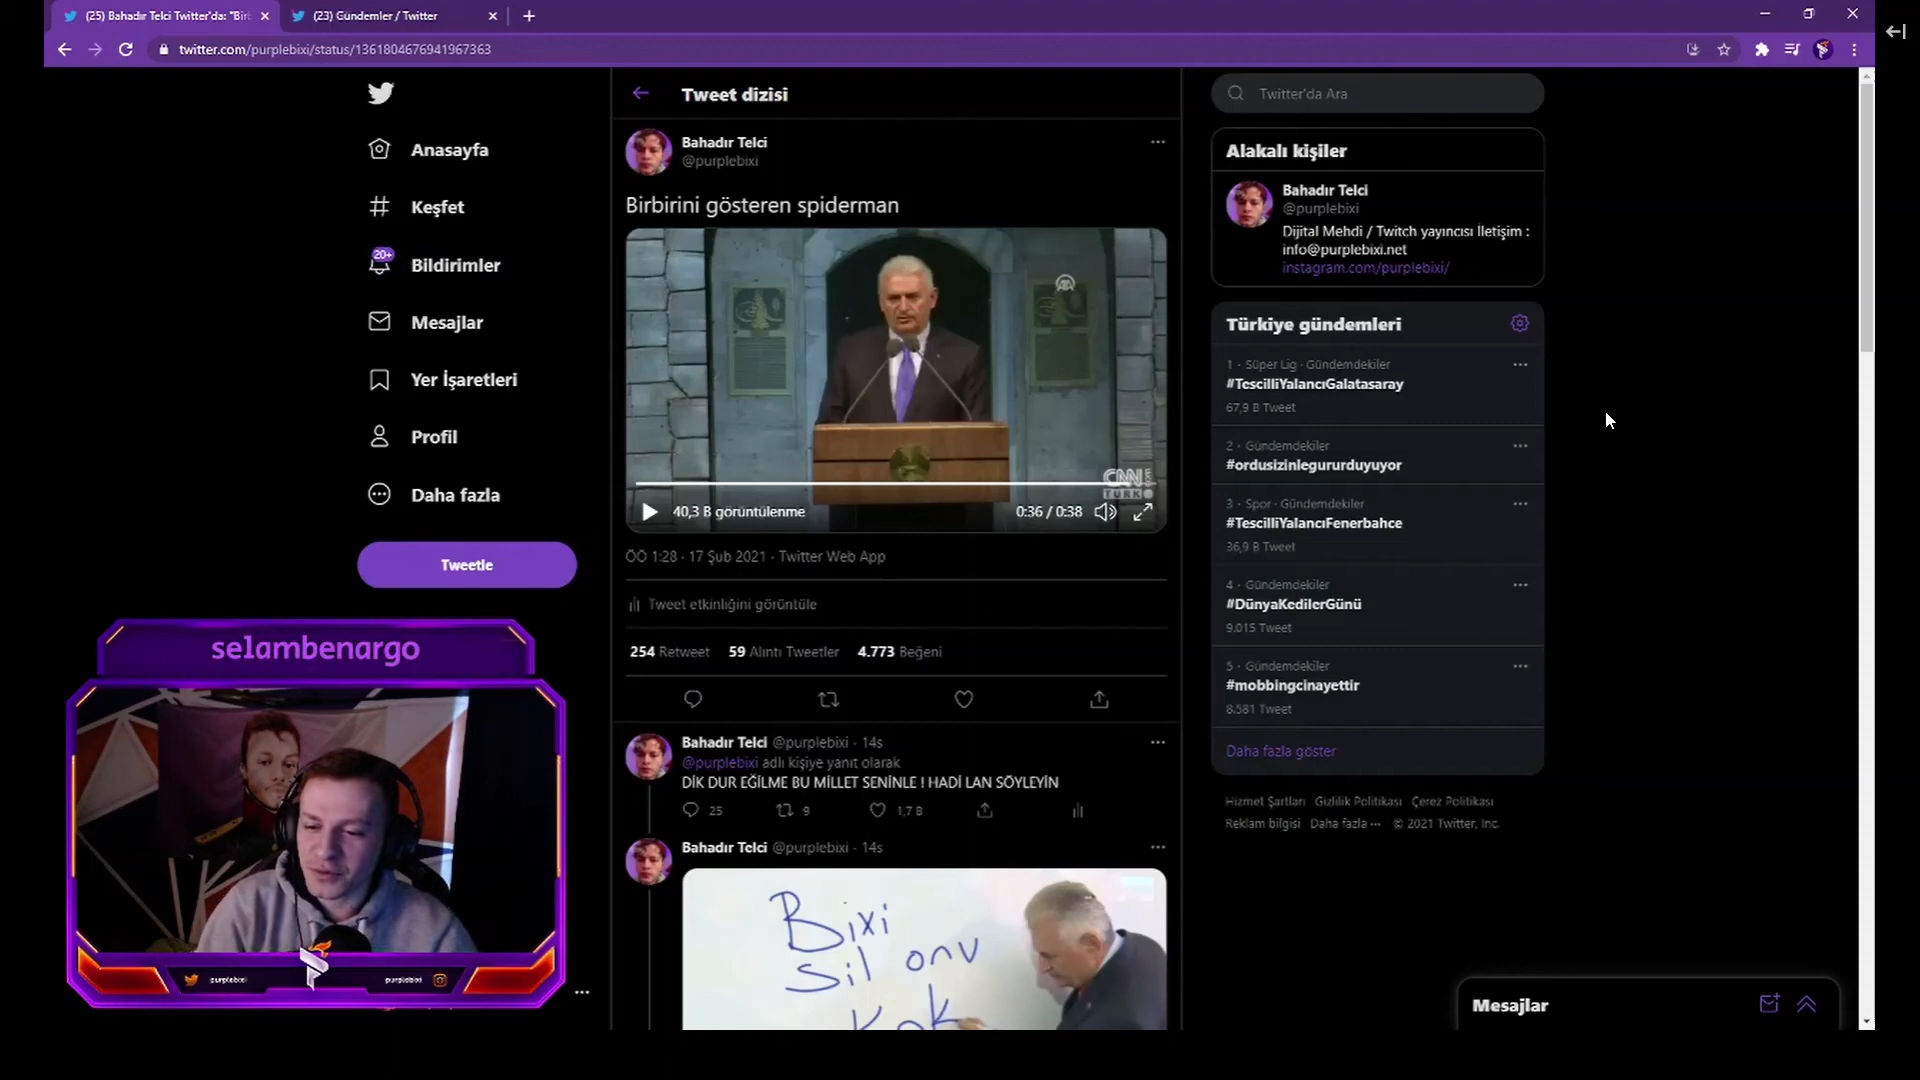 (25) Bahadır Telci Twitter'da: "Birb
(23) Gündemler / Twitter
twitter.com/purplebixi/status/1361804676941967363
Anasayfa
Keşfet
20+
Bildirimler
Mesajlar
Yer İşaretleri
Profil
Daha fazla
Tweetle
selambenargo
purplebixi
purplebixi
Tweet dizisi
Bahadır Telci
@purplebixi
Birbirini gösteren spiderman
CNN
TÜRK
40,3 B görüntülenme
0:36 / 0:38
ÖÖ 1:28 · 17 Şub 2021 · Twitter Web App
Tweet etkinliğini görüntüle
254 Retweet 59 Alıntı Tweetler 4.773 Beğeni
Bahadır Telci @purplebixi · 14s
@purplebixi adlı kişiye yanıt olarak
DİK DUR EĞİLME BU MİLLET SENİNLE ! HADİ LAN SÖYLEYİN
25 9 1,7 B
Bahadır Telci @purplebixi · 14s
Bixi
Sil onu
Twitter'da Ara
Alakalı kişiler
Bahadır Telci
@purplebixi
Dijital Mehdi / Twitch yayıncısı İletişim :
info@purplebixi.net
instagram.com/purplebixi/
Türkiye gündemleri
1 · Süper Lig · Gündemdekiler
#TescilliYalancıGalatasaray
67,9 B Tweet
2 · Gündemdekiler
#ordusizinlegururduyuyor
3 · Spor · Gündemdekiler
#TescilliYalancıFenerbahce
36,9 B Tweet
4 · Gündemdekiler
#DünyaKedilerGünü
9.015 Tweet
5 · Gündemdekiler
#mobbingcinayettir
8.581 Tweet
Daha fazla göster
Hizmet Şartları Gizlilik Politikası Çerez Politikası
Reklam bilgisi Daha fazla ··· © 2021 Twitter, Inc.
Mesajlar